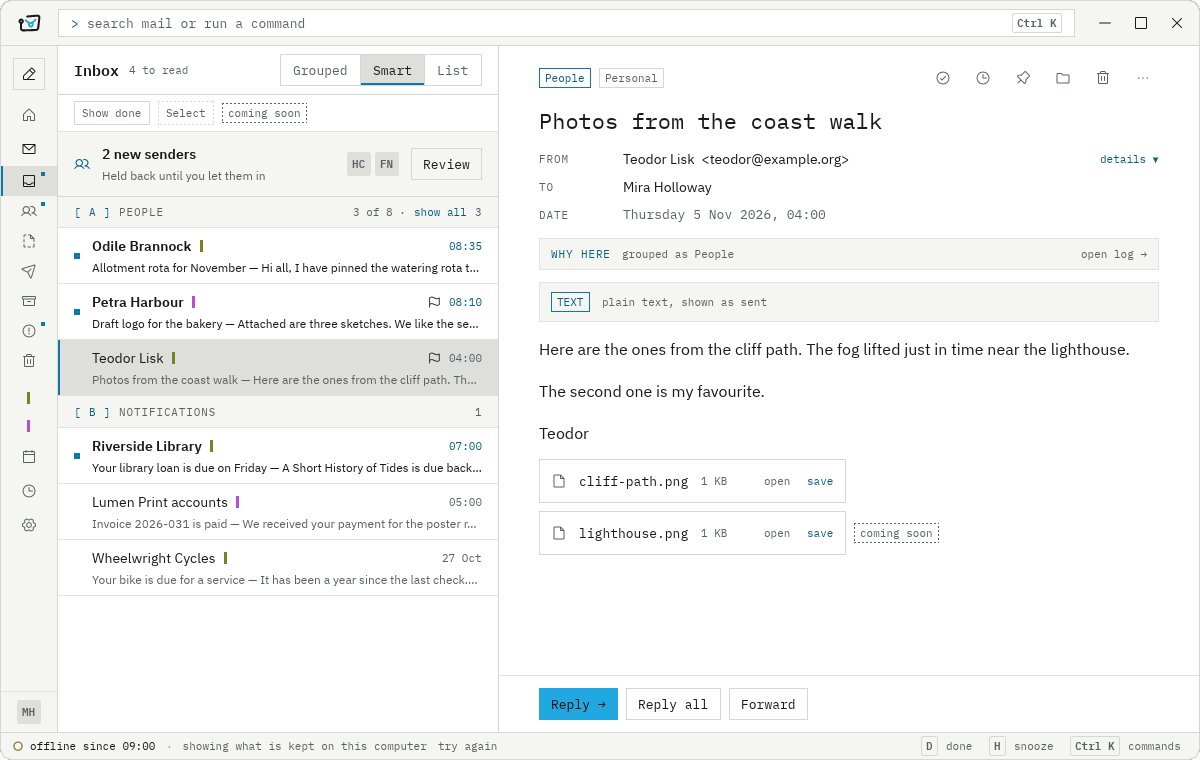 > search mail or run a command Ctrl K
Inbox 4 to read Grouped Smart List
Show done Select coming soon
2 new senders
Held back until you let them in
HC FN Review
[ A ] PEOPLE 3 of 8 · show all 3
Odile Brannock 08:35
Allotment rota for November — Hi all, I have pinned the watering rota t…
Petra Harbour 08:10
Draft logo for the bakery — Attached are three sketches. We like the se…
Teodor Lisk 04:00
Photos from the coast walk — Here are the ones from the cliff path. Th…
[ B ] NOTIFICATIONS 1
Riverside Library 07:00
Your library loan is due on Friday — A Short History of Tides is due back…
Lumen Print accounts 05:00
Invoice 2026-031 is paid — We received your payment for the poster r…
Wheelwright Cycles 27 Oct
Your bike is due for a service — It has been a year since the last check.…
MH
People Personal
Photos from the coast walk
FROM Teodor Lisk <teodor@example.org> details ▾
TO Mira Holloway
DATE Thursday 5 Nov 2026, 04:00
WHY HERE grouped as People open log →
TEXT plain text, shown as sent
Here are the ones from the cliff path. The fog lifted just in time near the lighthouse.
The second one is my favourite.
Teodor
cliff-path.png 1 KB open save
lighthouse.png 1 KB open save coming soon
Reply → Reply all Forward
offline since 09:00 · showing what is kept on this computer try again D done H snooze Ctrl K commands